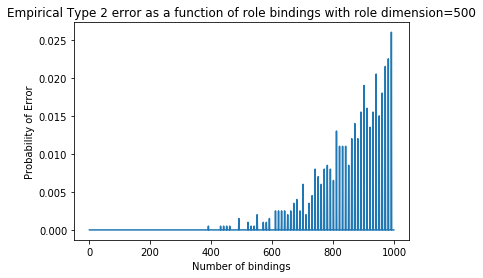 Empirical Type 2 error as a function of role bindings with role dimension=500
0.025
0.020
0.015
0.010
0.005
0.000
Probability of Error
0 200 400 600 800 1000
Number of bindings